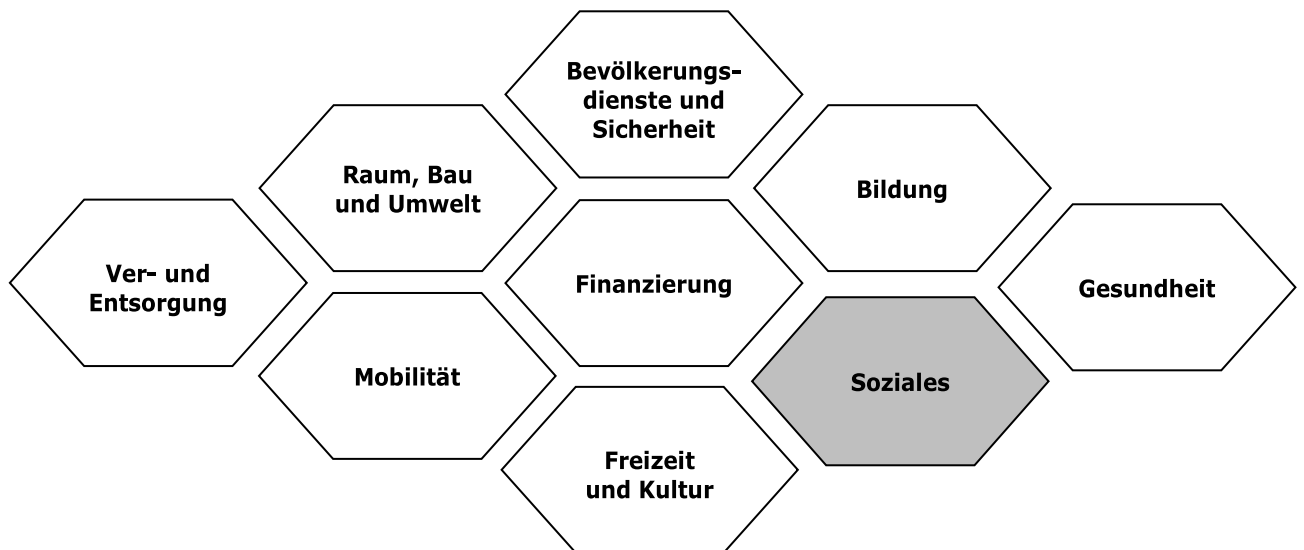 Bevölkerungs-
dienste und
Sicherheit
Raum, Bau
und Umwelt
Bildung
Ver- und
Entsorgung
Finanzierung
Gesundheit
Mobilität
Soziales
Freizeit
und Kultur